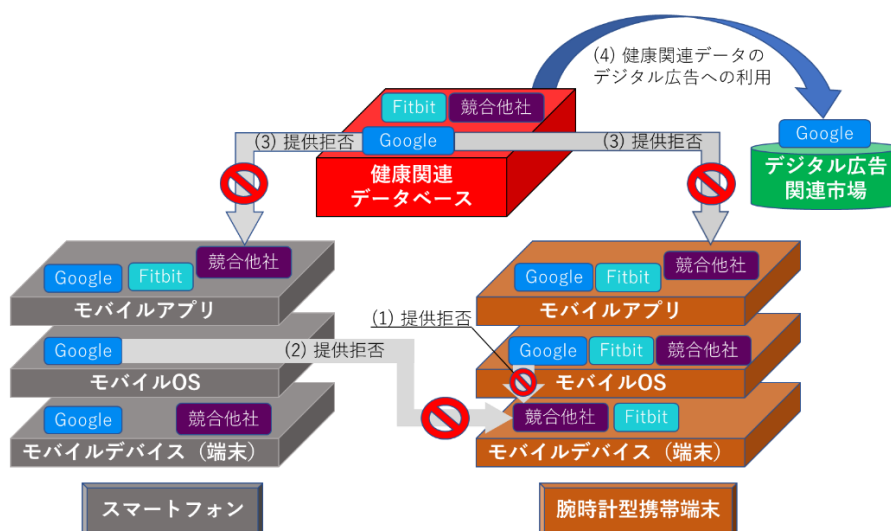 (4) 健康関連データの
デジタル広告への利用
Fitbit 競合他社
(3) 提供拒否 Google (3) 提供拒否
Google
健康関連
データベース
デジタル広告
関連市場
Google Fitbit 競合他社
モバイルアプリ
Google Fitbit 競合他社
モバイルアプリ
(1) 提供拒否
Google (2) 提供拒否
モバイルOS
Google Fitbit 競合他社
モバイルOS
Google 競合他社
モバイルデバイス（端末）
競合他社 Fitbit
モバイルデバイス（端末）
スマートフォン
腕時計型携帯端末